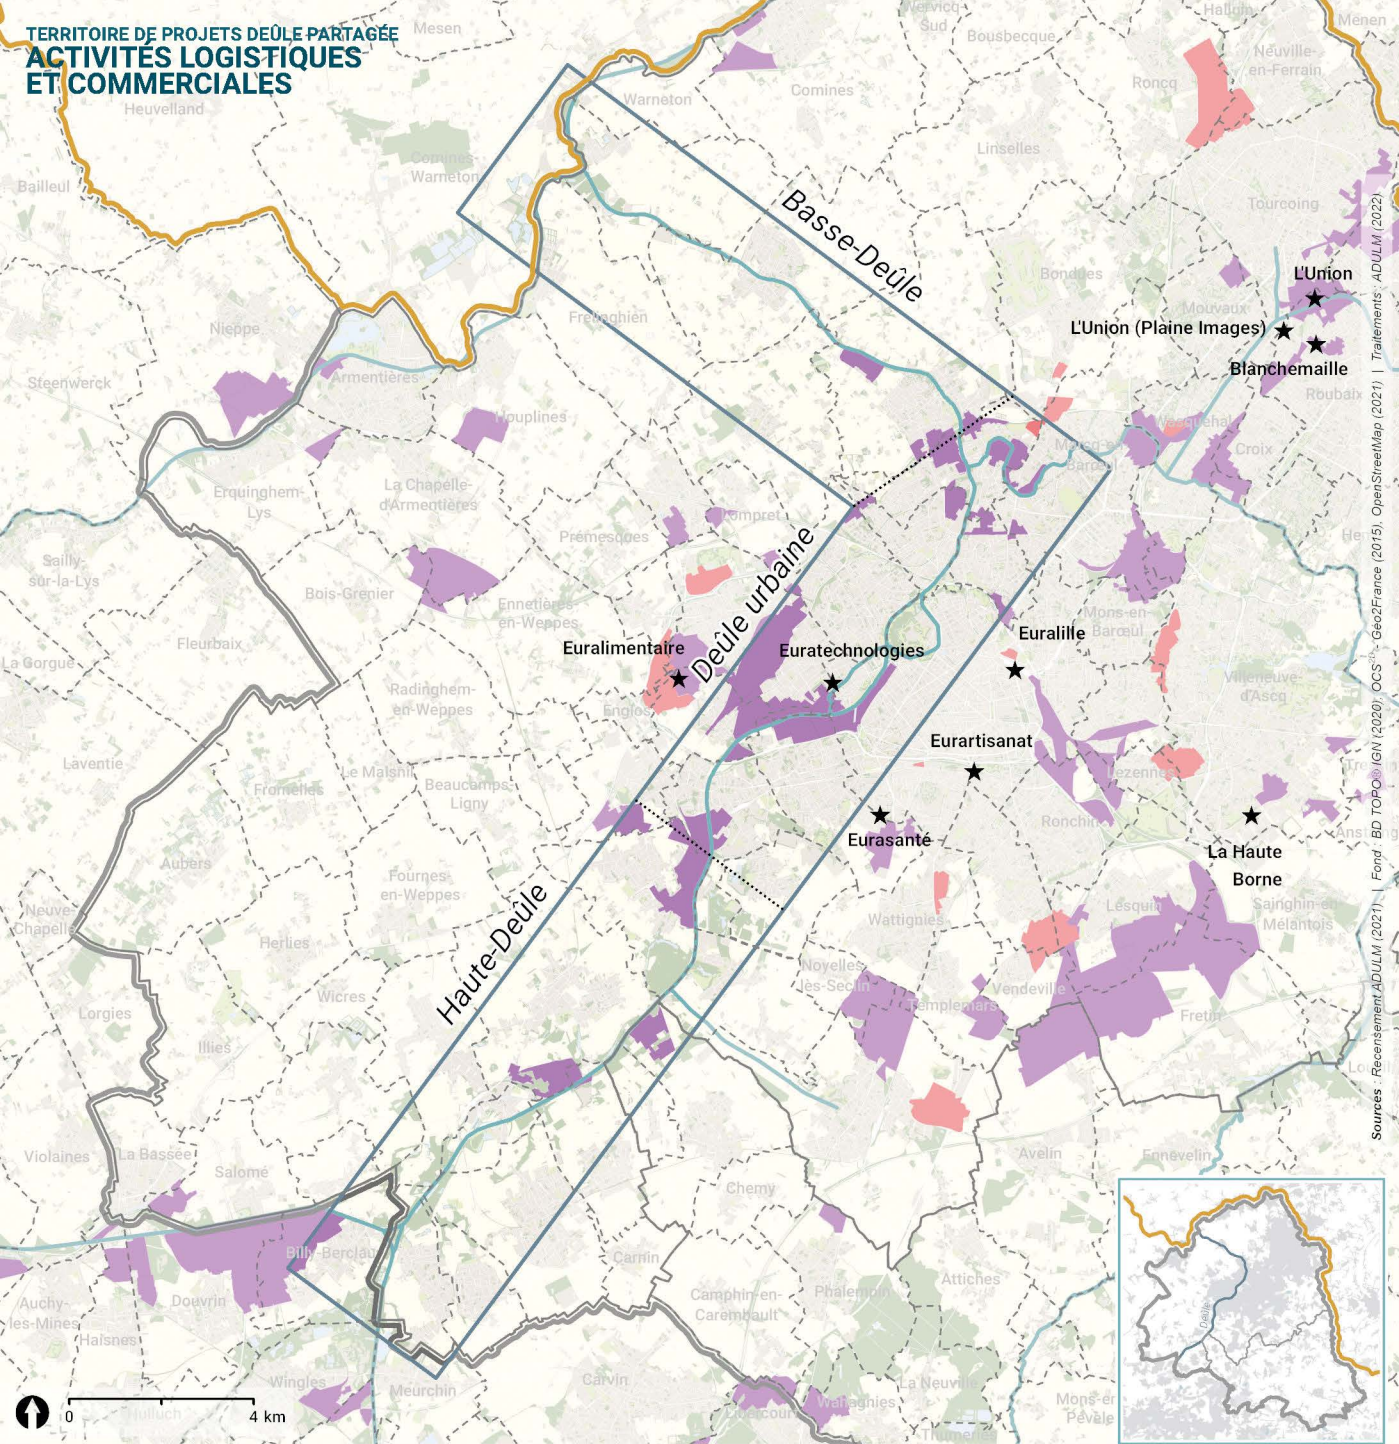 TERRITOIRE DE PROJETS DEÛLE PARTAGÉE
ACTIVITÉS LOGISTIQUES
ET COMMERCIALES
Mesen
Sud
Bousbecque
Halluin
Menen
Neuville-
en-Ferrain
Roncq
Heuvelland
Warneton
Comines
Linselles
Comines
Warneton
Bailleul
Tourcoing
Basse-Deûle
Bondues
L'Union
Mouvaux
L'Union (Plaine Images)
Blanchemaille
Roubaix
Frelinghien
Nieppe
Steenwerck
Armentières
Houplines
Wasquehal
Croix
Marcq-en-
Barœul
Erquinghem-
Lys
La Chapelle-
d'Armentières
Prémesques
Lompret
Sailly-
sur-la-Lys
Bois-Grenier
Ennetières-
en-Weppes
Deûle urbaine
Mons-en-
Barœul
Fleurbaix
La Gorgue
Euralimentaire
Euratechnologies
Euralille
Villeneuve-
d'Ascq
Radinghem-
en-Weppes
Englos
Laventie
Le Maisnil
Fromelles
Beaucamps-
Ligny
Eurartisanat
Lezennes
Ronchin
Eurasanté
La Haute
Borne
Aubers
Fournes-
en-Weppes
Haute-Deûle
Neuve-
Chapelle
Herlies
Wattignies
Lesquin
Sainghin-en-
Mélantois
Noyelles-
lès-Seclin
Wicres
Templemars
Vendeville
Fretin
Lorgies
Illies
Violaines
La Bassée
Salomé
Avelin
Ennevelin
Chemy
Billy-Berclau
Carnin
Auchy-
les-Mines
Douvrin
Haisnes
Camphin-en-
Carembault
Phalempin
Attiches
Wingles
Meurchin
Carvin
Hulluch
Libercourt
Wahagnies
La Neuville
Thumeries
Mons-en-
Pévèle
0 4 km
Deûle
Sources : Recensement ADULM (2021) | Fond : BD TOPO® IGN (2020), OCS²ᴰ - Géo2France (2015), OpenStreetMap (2021) | Traitements : ADULM (2022)